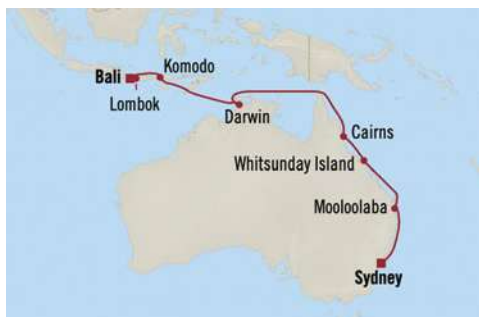 Komodo
Bali
Lombok
Darwin
Cairns
Whitsunday Island
Mooloolaba
Sydney